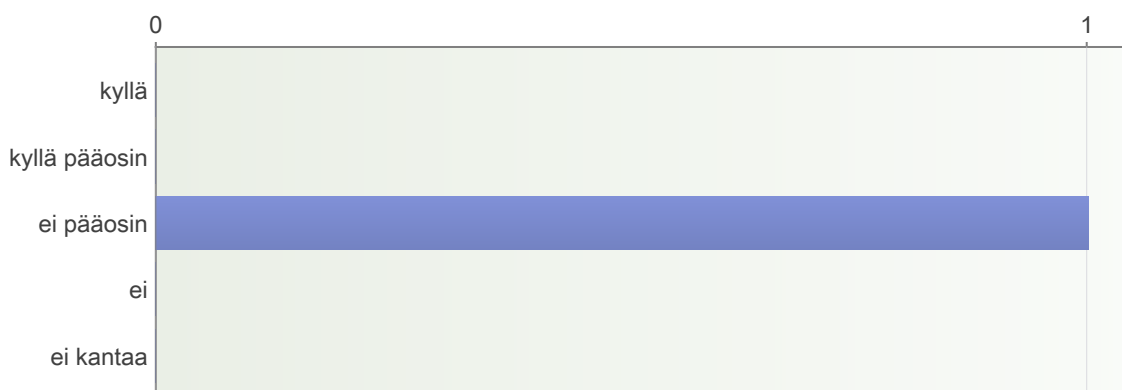 0 1
kyllä
kyllä pääosin
ei pääosin
ei
ei kantaa